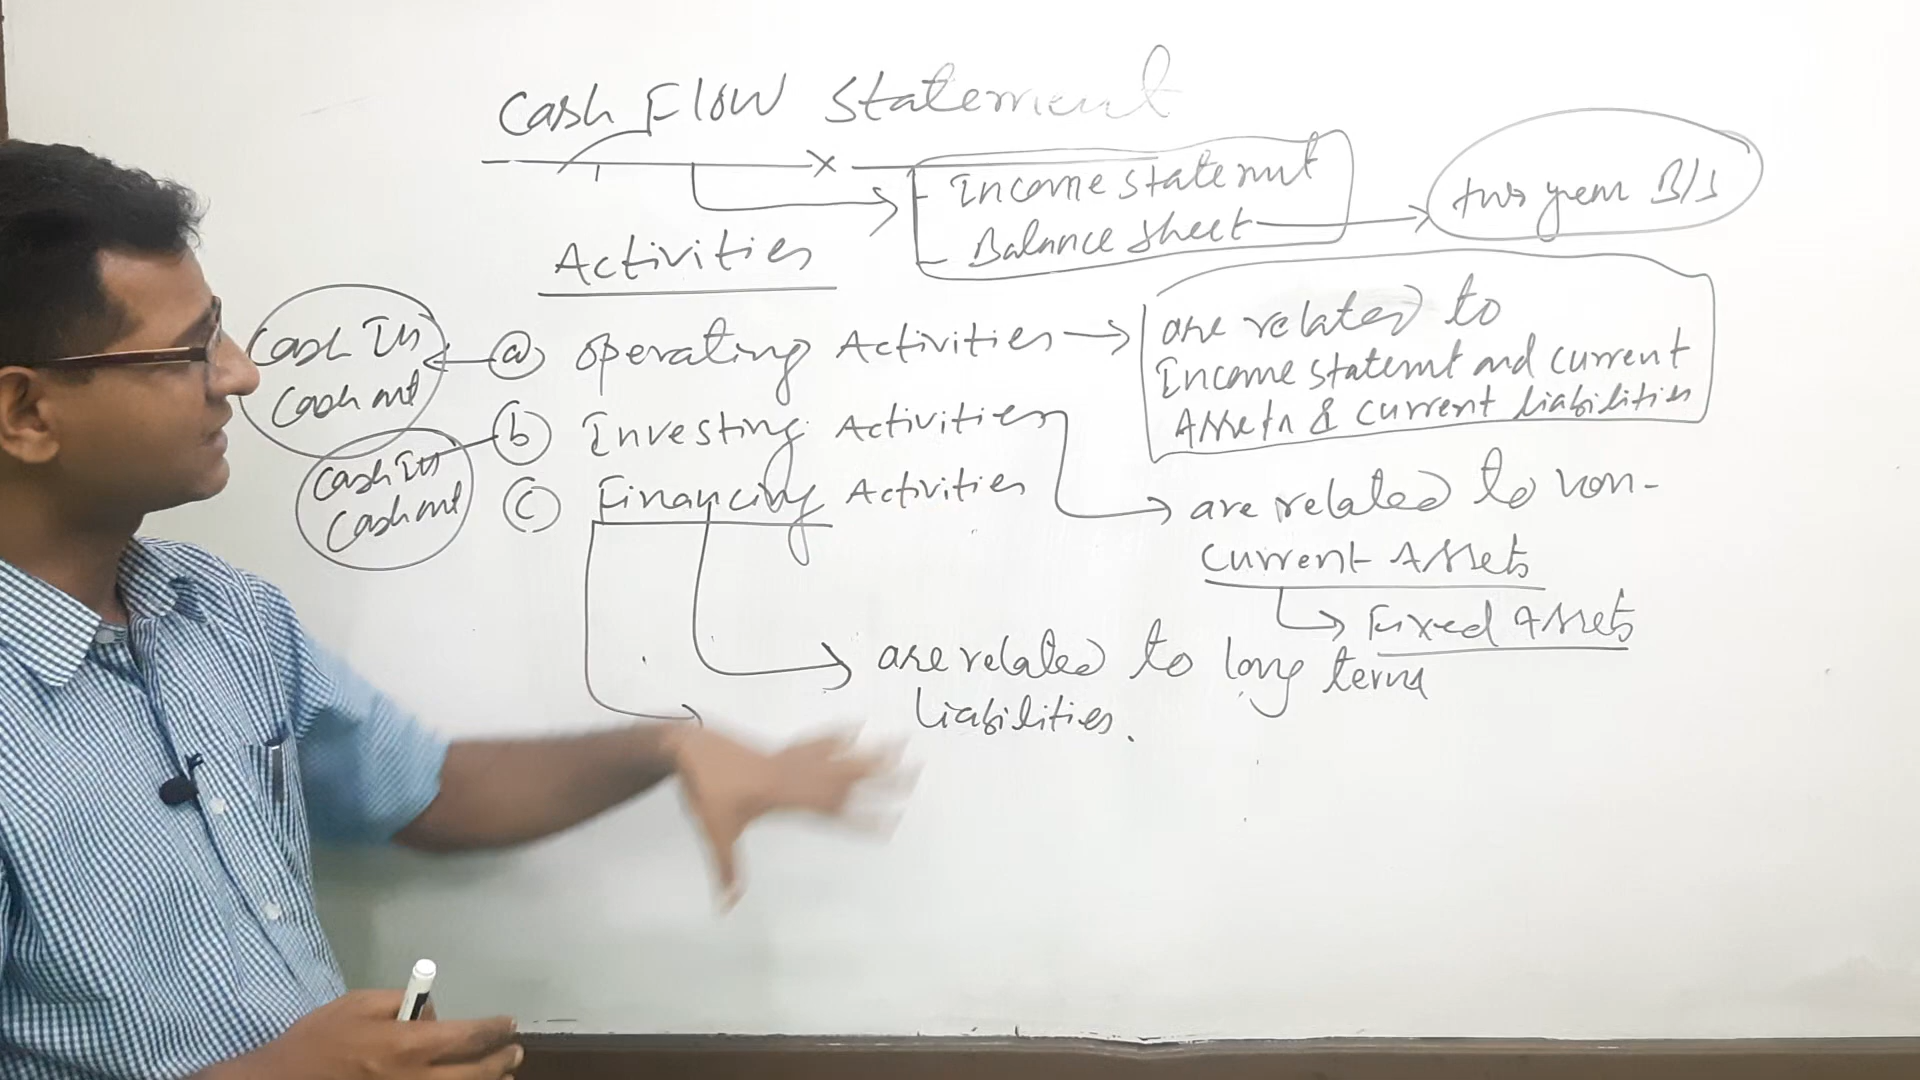 Cash Flow Statement
Income statement
Balance Sheet
two year B/S
Activities
Cash In
Cash out
(a) Operating Activities
are related to
Income statement and current
Assets & current liabilities
Cash In
Cash out
(b) Investing Activities
are related to non-
current Assets
Fixed Assets
(c) Financing Activities
are related to long term
liabilities.